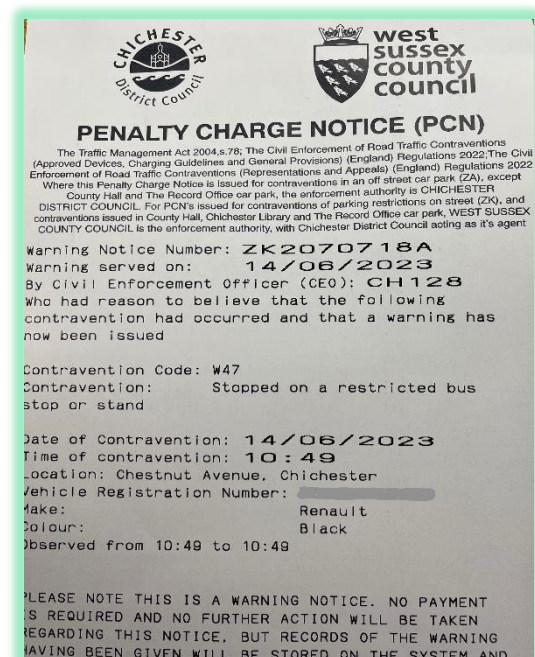 CHICHESTER
District Council
west
sussex
county
council
PENALTY CHARGE NOTICE (PCN)
The Traffic Management Act 2004,s.78; The Civil Enforcement of Road Traffic Contraventions
(Approved Devices, Charging Guidelines and General Provisions) (England) Regulations 2022;The Civil
Enforcement of Road Traffic Contraventions (Representations and Appeals) (England) Regulations 2022
Where this Penalty Charge Notice is issued for contraventions in an off street car park (ZA), except
County Hall and The Record Office car park, the enforcement authority is CHICHESTER
DISTRICT COUNCIL. For PCN's issued for contraventions of parking restrictions on street (ZK), and
contraventions issued in County Hall, Chichester Library and The Record Office car park, WEST SUSSEX
COUNTY COUNCIL is the enforcement authority, with Chichester District Council acting as it's agent
Warning Notice Number: ZK2070718A
Warning served on: 14/06/2023
By Civil Enforcement Officer (CEO): CH128
Who had reason to believe that the following
contravention had occurred and that a warning has
now been issued
Contravention Code: W47
Contravention: Stopped on a restricted bus
stop or stand
Date of Contravention: 14/06/2023
Time of contravention: 10:49
Location: Chestnut Avenue, Chichester
Vehicle Registration Number:
Make: Renault
Colour: Black
Observed from 10:49 to 10:49
PLEASE NOTE THIS IS A WARNING NOTICE. NO PAYMENT
IS REQUIRED AND NO FURTHER ACTION WILL BE TAKEN
REGARDING THIS NOTICE, BUT RECORDS OF THE WARNING
HAVING BEEN GIVEN WILL BE STORED ON THE SYSTEM AND